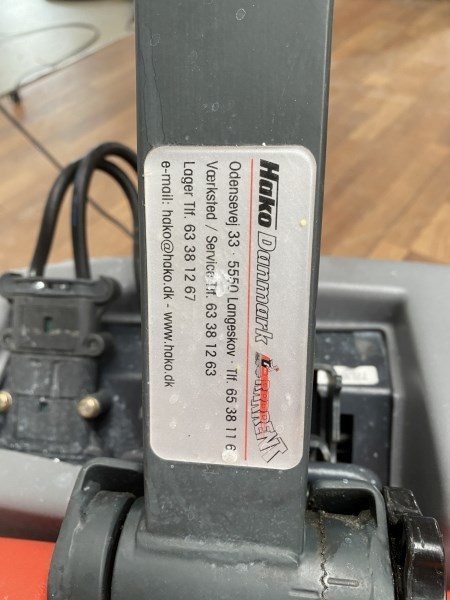 Hako Danmark
Odensevej 33 · 5550 Langeskov · Tlf. 65 38 11 6
Værksted / Service Tlf. 63 38 12 63
Lager Tlf. 63 38 12 67
e-mail: hako@hako.dk - www.hako.dk